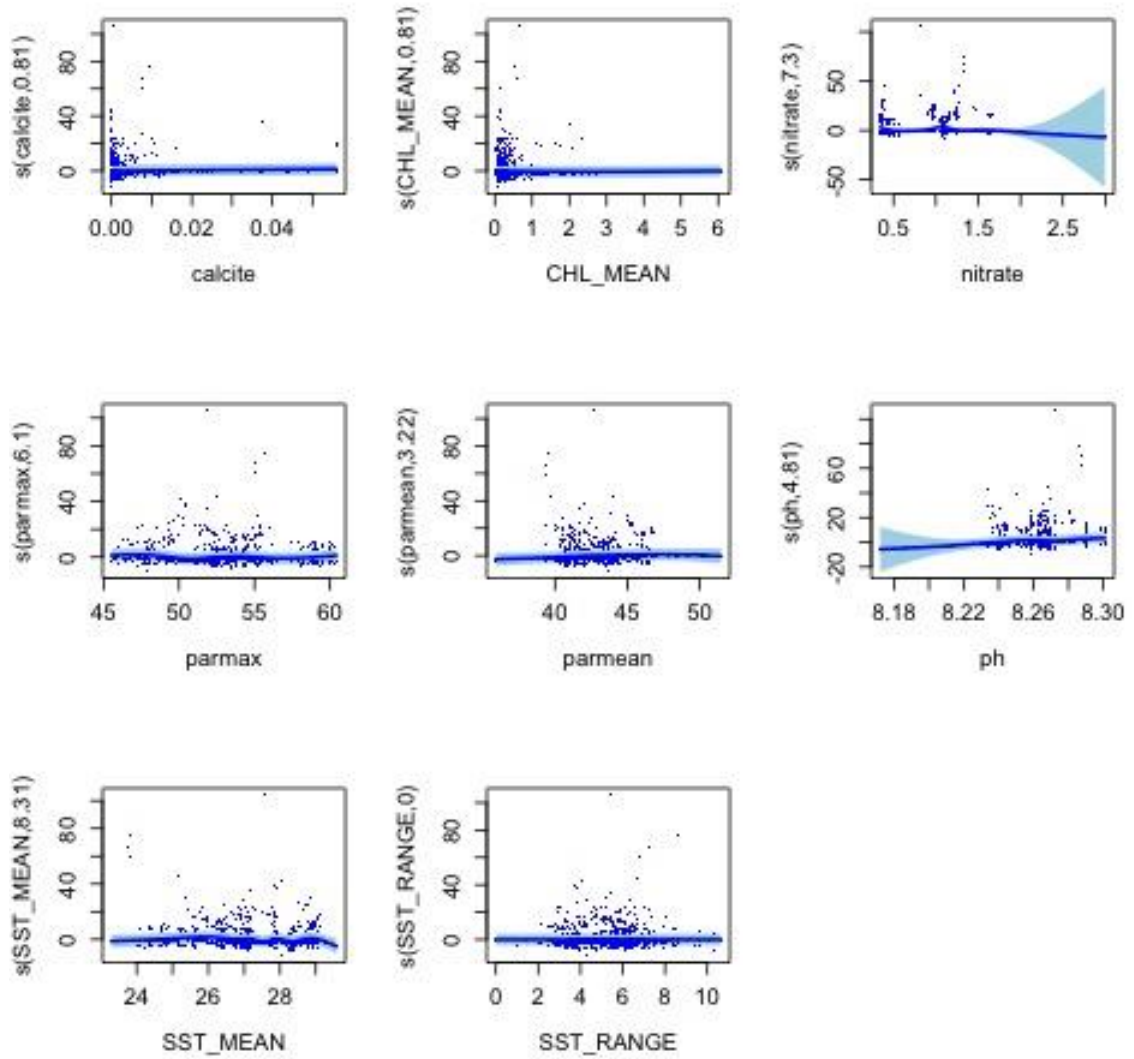 s(calcite,0.81)
80
40
0
0.00 0.02 0.04
calcite
s(CHL_MEAN,0.81)
80
40
0
0 1 2 3 4 5 6
CHL_MEAN
s(nitrate,7.3)
50
0
-50
0.5 1.5 2.5
nitrate
s(parmax,6.1)
80
40
0
45 50 55 60
parmax
s(parmean,3.22)
80
40
0
40 45 50
parmean
s(ph,4.81)
60
20
-20
8.18 8.22 8.26 8.30
ph
s(SST_MEAN,8.31)
80
40
0
24 26 28
SST_MEAN
s(SST_RANGE,0)
80
40
0
0 2 4 6 8 10
SST_RANGE